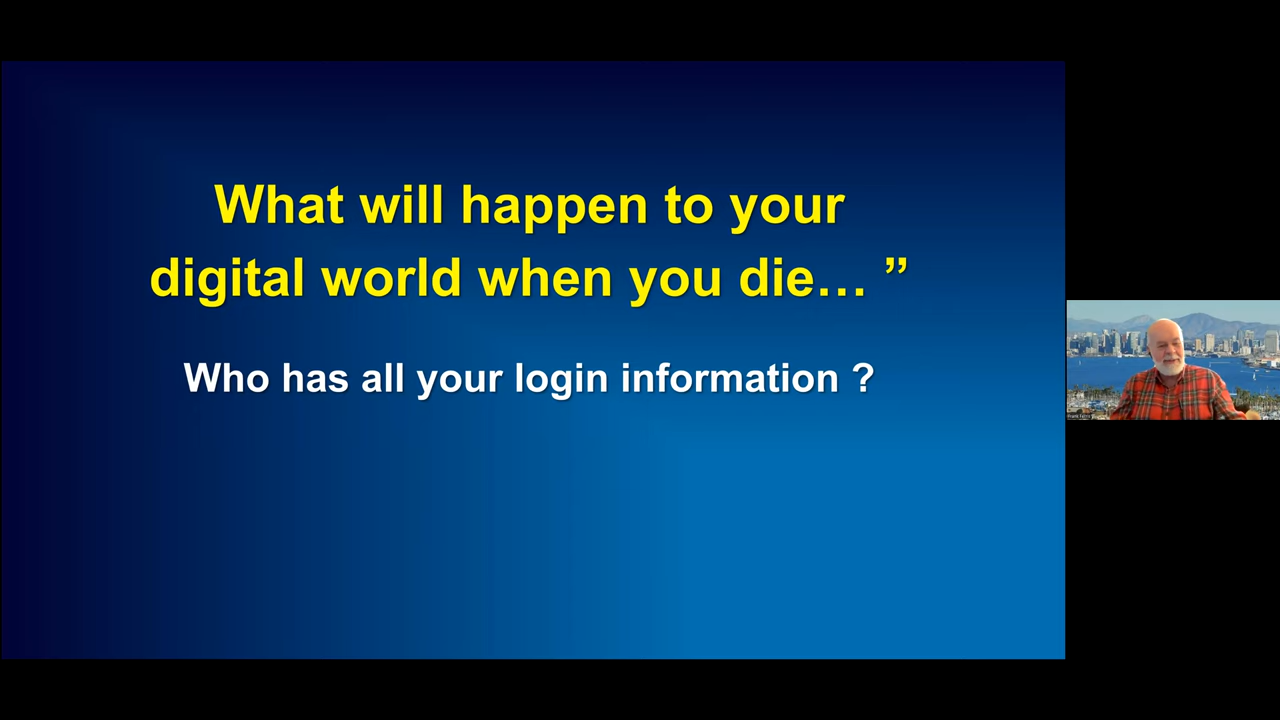 What will happen to your
digital world when you die… ”
Who has all your login information ?